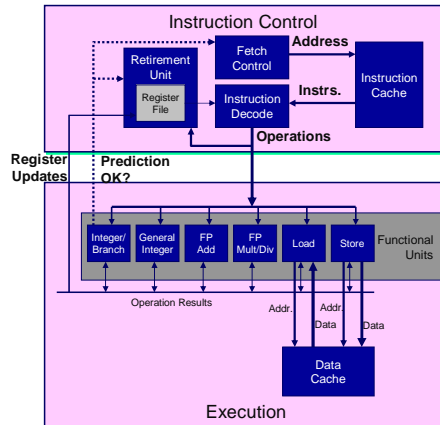 Instruction Control
Address
Retirement
Unit
Fetch
Control
Instruction
Cache
Register
File
Instrs.
Instruction
Decode
Operations
Register
Updates
Prediction
OK?
Integer/
Branch
General
Integer
FP
Add
FP
Mult/Div
Load
Store
Functional
Units
Operation Results
Addr.
Addr.
Data
Data
Data
Cache
Execution